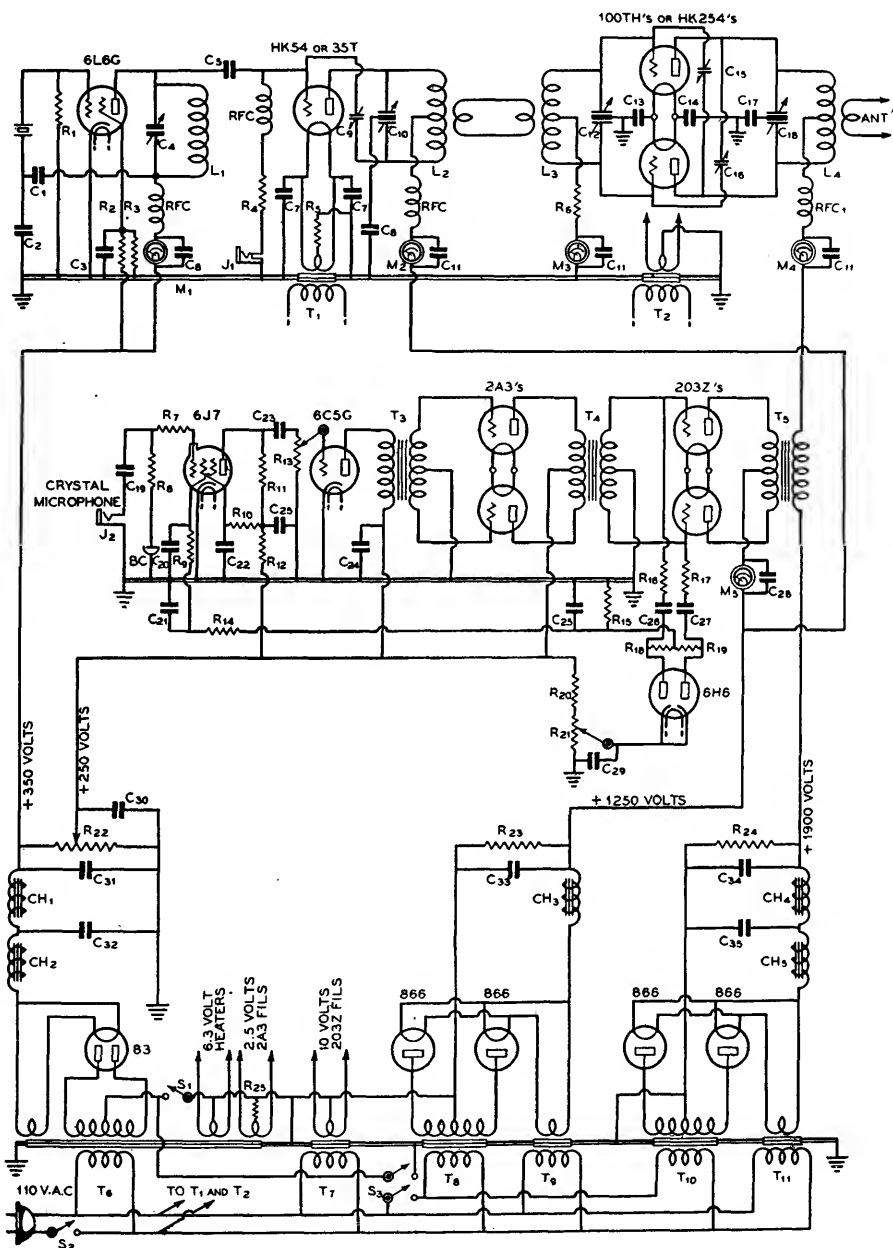 100TH's OR HK254's
6L6G
HK54 OR 35T
C5
R1
C4
L1
RFC
C9
C10
L2
L3
C12
C13
C14
C15
C16
C17
C18
L4
ANT.
C1
C2
R2
R3
C3
RFC
C8
M1
R4
J1
C7
R5
C7
C8
RFC
M2
C11
R6
M3
C11
RFC1
M4
C11
T1
T2
CRYSTAL
MICROPHONE
J2
C19
R7
R8
6J7
C23
R13
6C5G
T3
2A3's
T4
203Z's
T5
BC
C20
R9
R10
R11
C25
R12
C22
C24
C21
R14
C25
R15
R16
R17
C26
C27
M5
C28
R18
R19
6H6
R20
R21
C29
+350 VOLTS
+250 VOLTS
+1250 VOLTS
+1900 VOLTS
C30
R22
C31
CH1
C32
CH2
R23
C33
CH3
R24
C34
CH4
C35
CH5
83
S1
6.3 VOLT
HEATERS
2.5 VOLTS
2A3 FILS
R25
10 VOLTS
203Z FILS
866
866
866
866
110 V.A.C
S2
T6
TO T1 AND T2
T7
S3
T8
T9
T10
T11